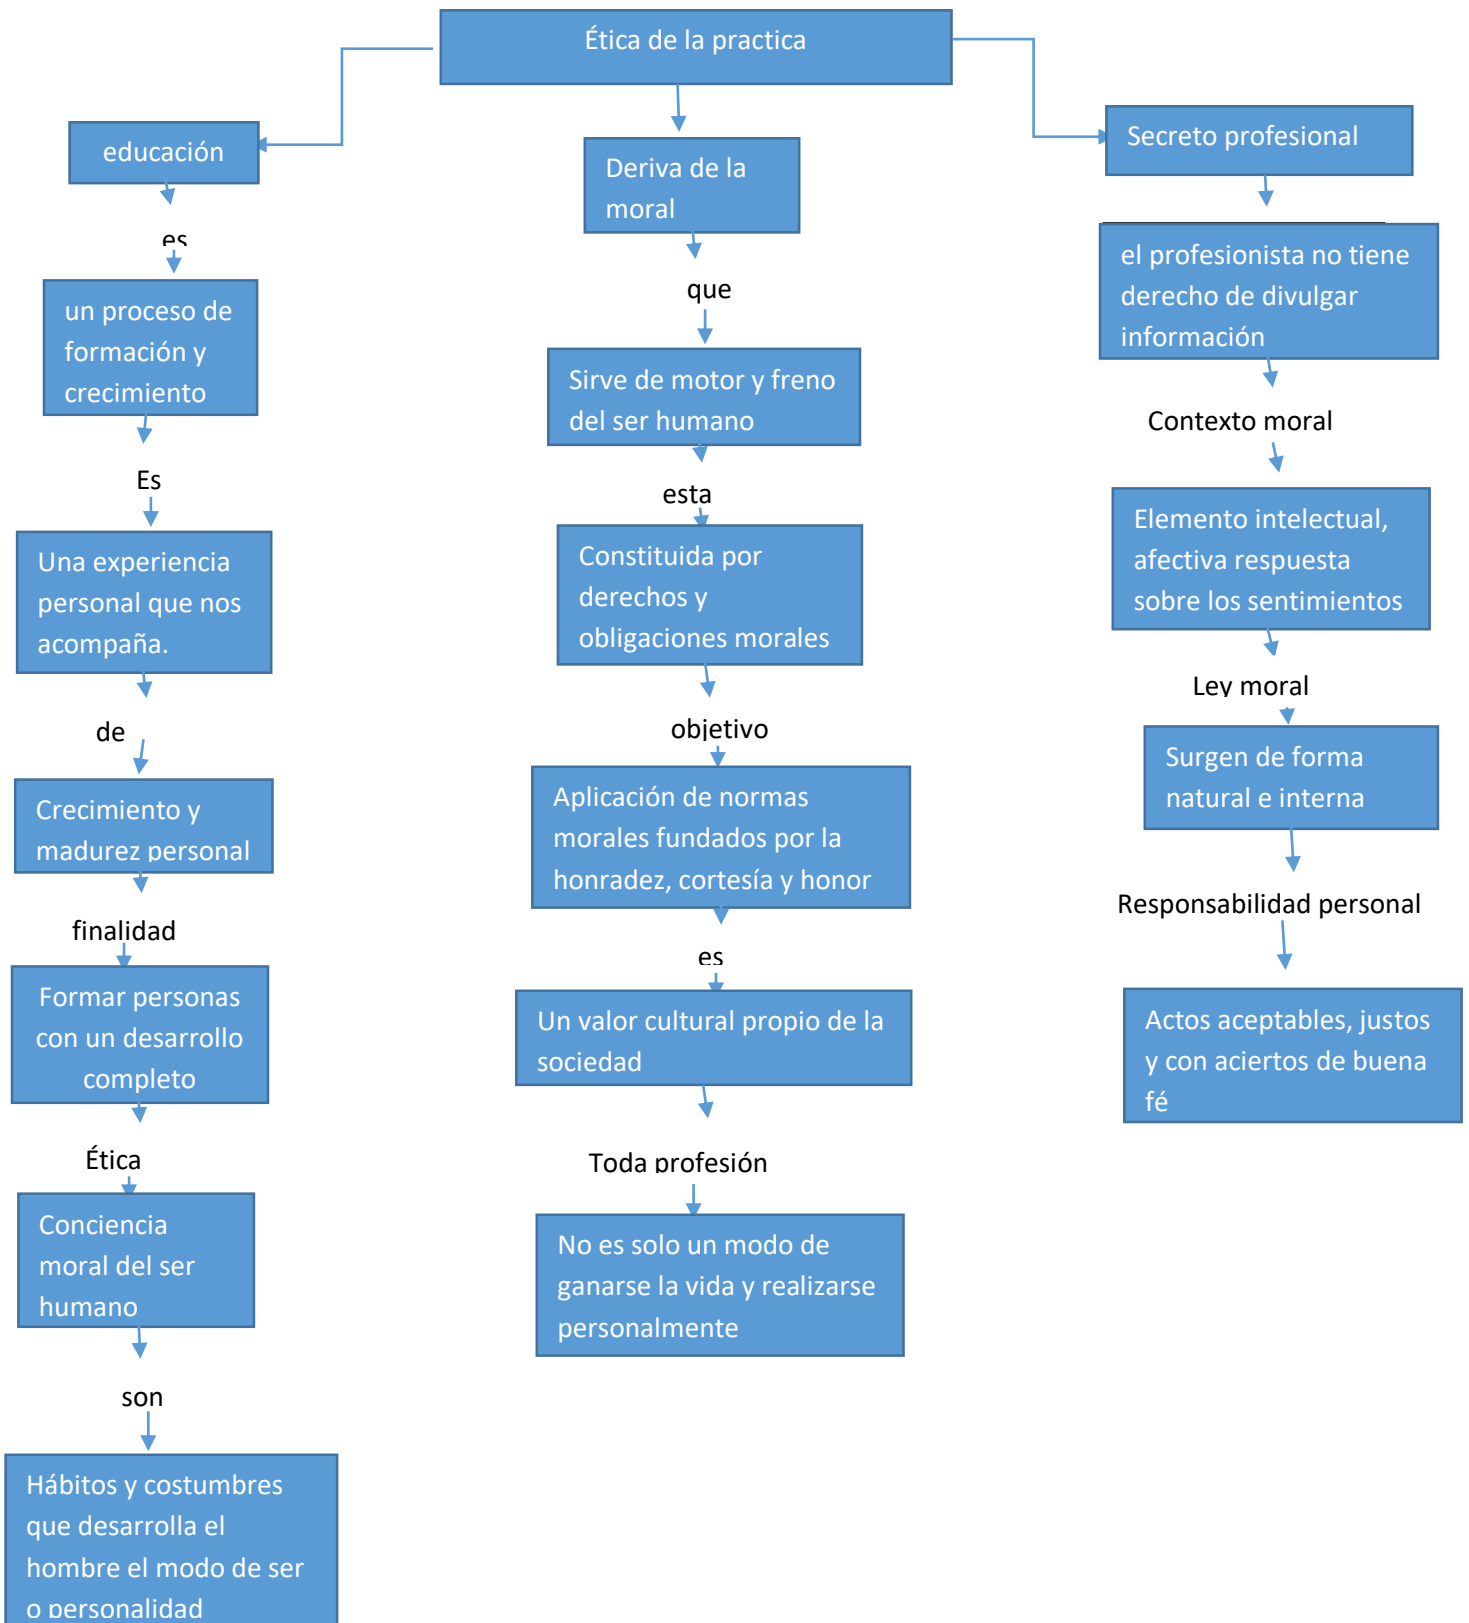 Ética de la practica
educación
es
un proceso de
formación y
crecimiento
Es
Una experiencia
personal que nos
acompaña.
de
Crecimiento y
madurez personal
finalidad
Formar personas
con un desarrollo
completo
Ética
Conciencia
moral del ser
humano
son
Hábitos y costumbres
que desarrolla el
hombre el modo de ser
o personalidad
Deriva de la
moral
que
Sirve de motor y freno
del ser humano
esta
Constituida por
derechos y
obligaciones morales
objetivo
Aplicación de normas
morales fundados por la
honradez, cortesía y honor
es
Un valor cultural propio de la
sociedad
Toda profesión
No es solo un modo de
ganarse la vida y realizarse
personalmente
Secreto profesional
el profesionista no tiene
derecho de divulgar
información
Contexto moral
Elemento intelectual,
afectiva respuesta
sobre los sentimientos
Ley moral
Surgen de forma
natural e interna
Responsabilidad personal
Actos aceptables, justos
y con aciertos de buena
fé